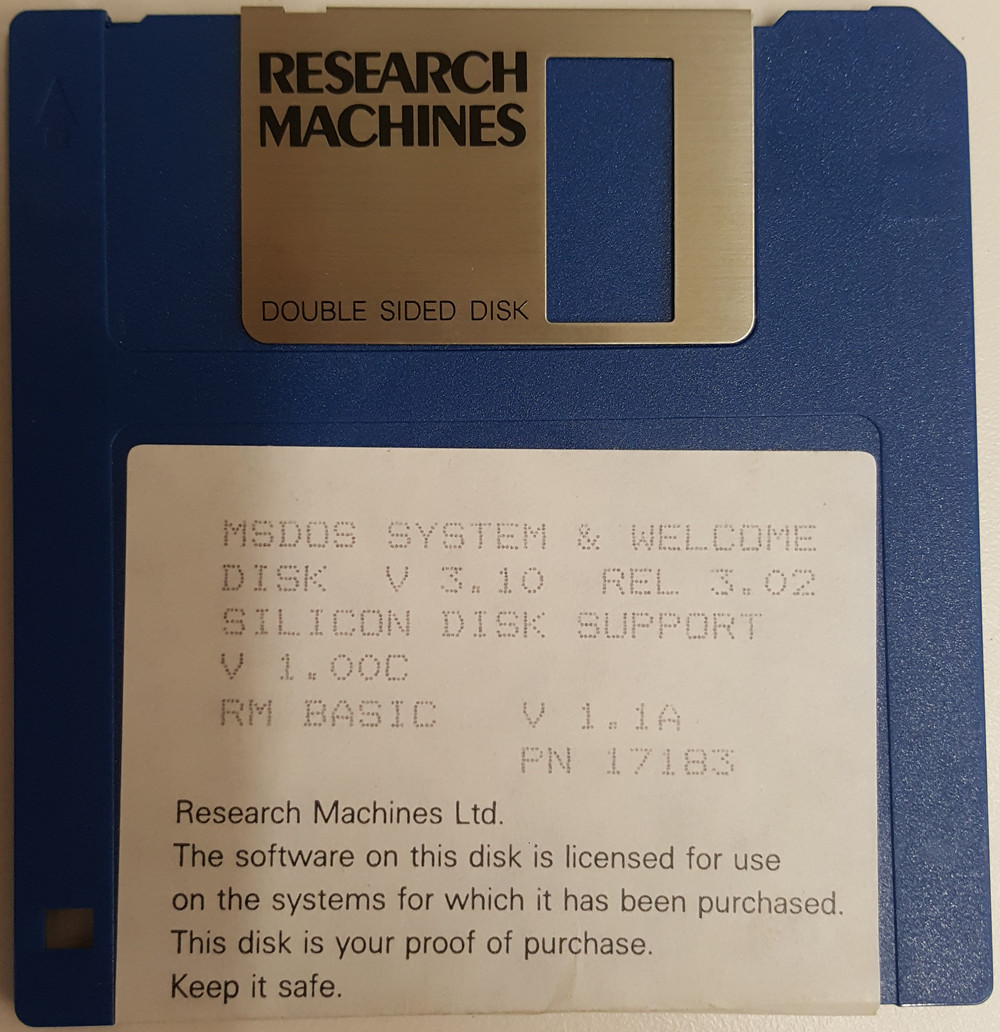 RESEARCH
MACHINES
DOUBLE SIDED DISK
MSDOS SYSTEM & WELCOME
DISK V 3.10 REL 3.02
SILICON DISK SUPPORT
V 1.00C
RM BASIC V 1.1A
PN 17183
Research Machines Ltd.
The software on this disk is licensed for use
on the systems for which it has been purchased.
This disk is your proof of purchase.
Keep it safe.